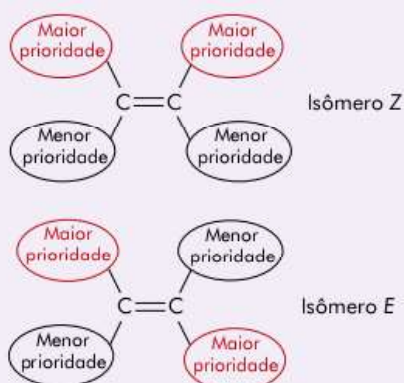 Maior prioridade Maior prioridade
C=C Isômero Z
Menor prioridade Menor prioridade
Maior prioridade Menor prioridade
C=C Isômero E
Menor prioridade Maior prioridade